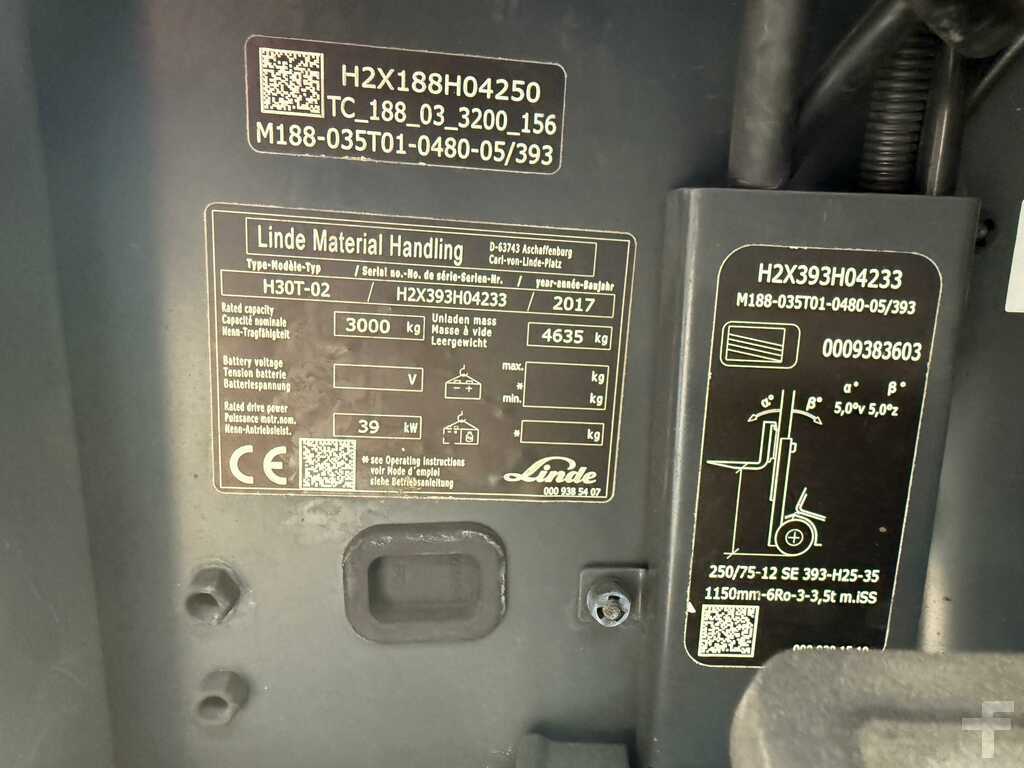 H2X188H04250
TC_188_03_3200_156
M188-035T01-0480-05/393
Linde Material Handling
D-63743 Aschaffenburg
Carl-von-Linde-Platz
Type-Modèle-Typ / Serial no.-No. de série-Serien-Nr. / year-année-Baujahr
H30T-02 / H2X393H04233 / 2017
Rated capacity
Capacité nominale
Nenn-Tragfähigkeit
3000 kg
Unladen mass
Masse à vide
Leergewicht
4635 kg
Battery voltage
Tension batterie
Batteriespannung
V
max.
kg
*
min.
kg
Rated drive power
Puissance motr.nom.
Nenn-Antriebsleist.
39 kW
*
kg
CE
*see Operating instructions
voir Mode d'emploi
siehe Betriebsanleitung
Linde
000 938 54 07
H2X393H04233
M188-035T01-0480-05/393
0009383603
α° β°
5,0°v 5,0°z
α° β°
250/75-12 SE 393-H25-35
1150mm-6Ro-3-3,5t m.iSS